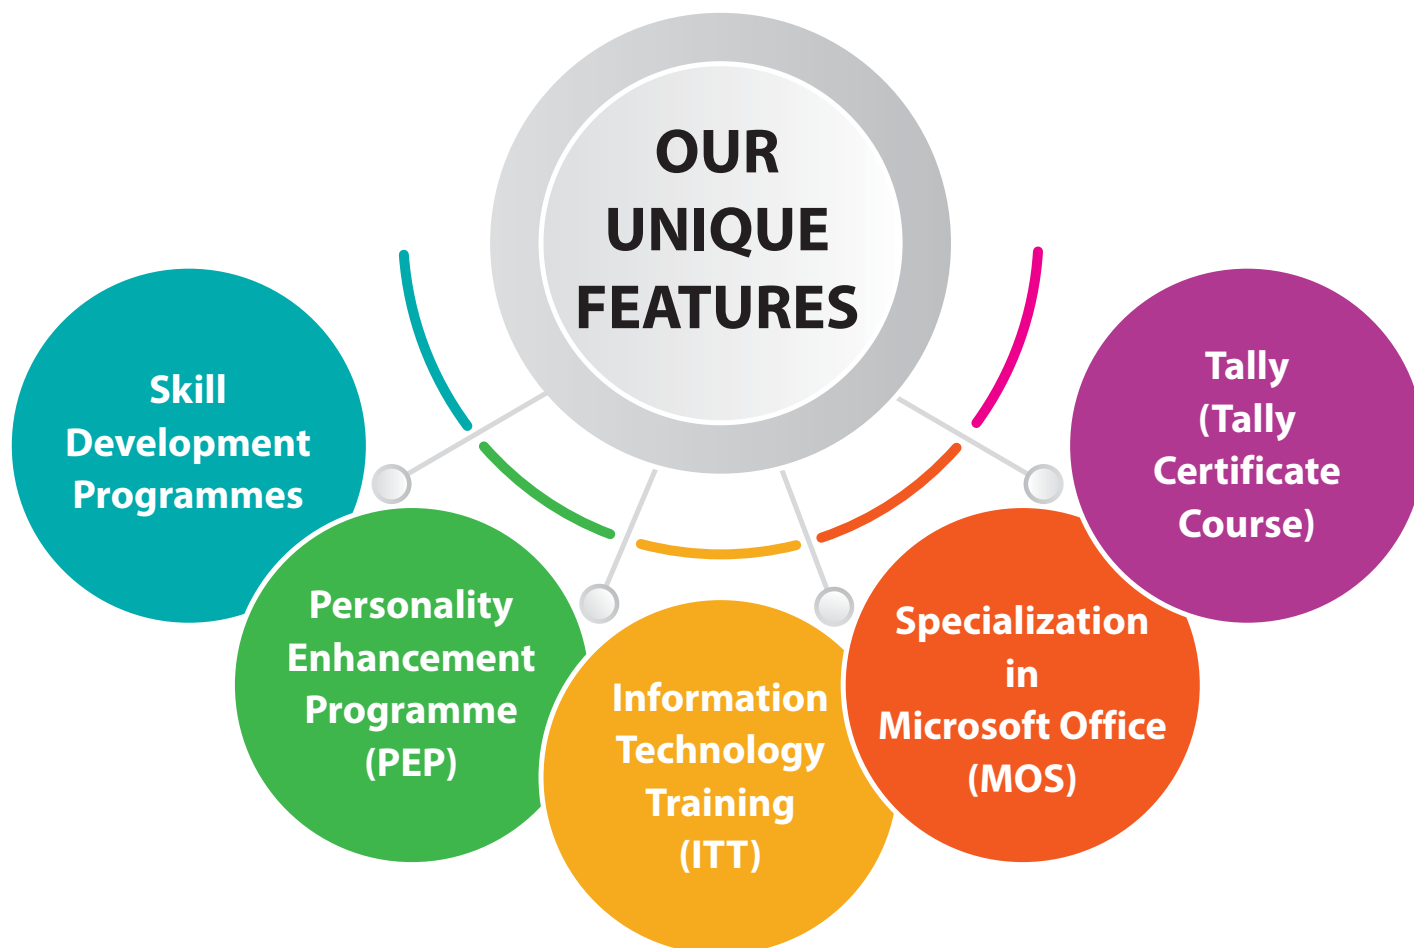 OUR
UNIQUE
FEATURES
Skill
Development
Programmes
Personality
Enhancement
Programme
(PEP)
Information
Technology
Training
(ITT)
Specialization
in
Microsoft Office
(MOS)
Tally
(Tally
Certificate
Course)